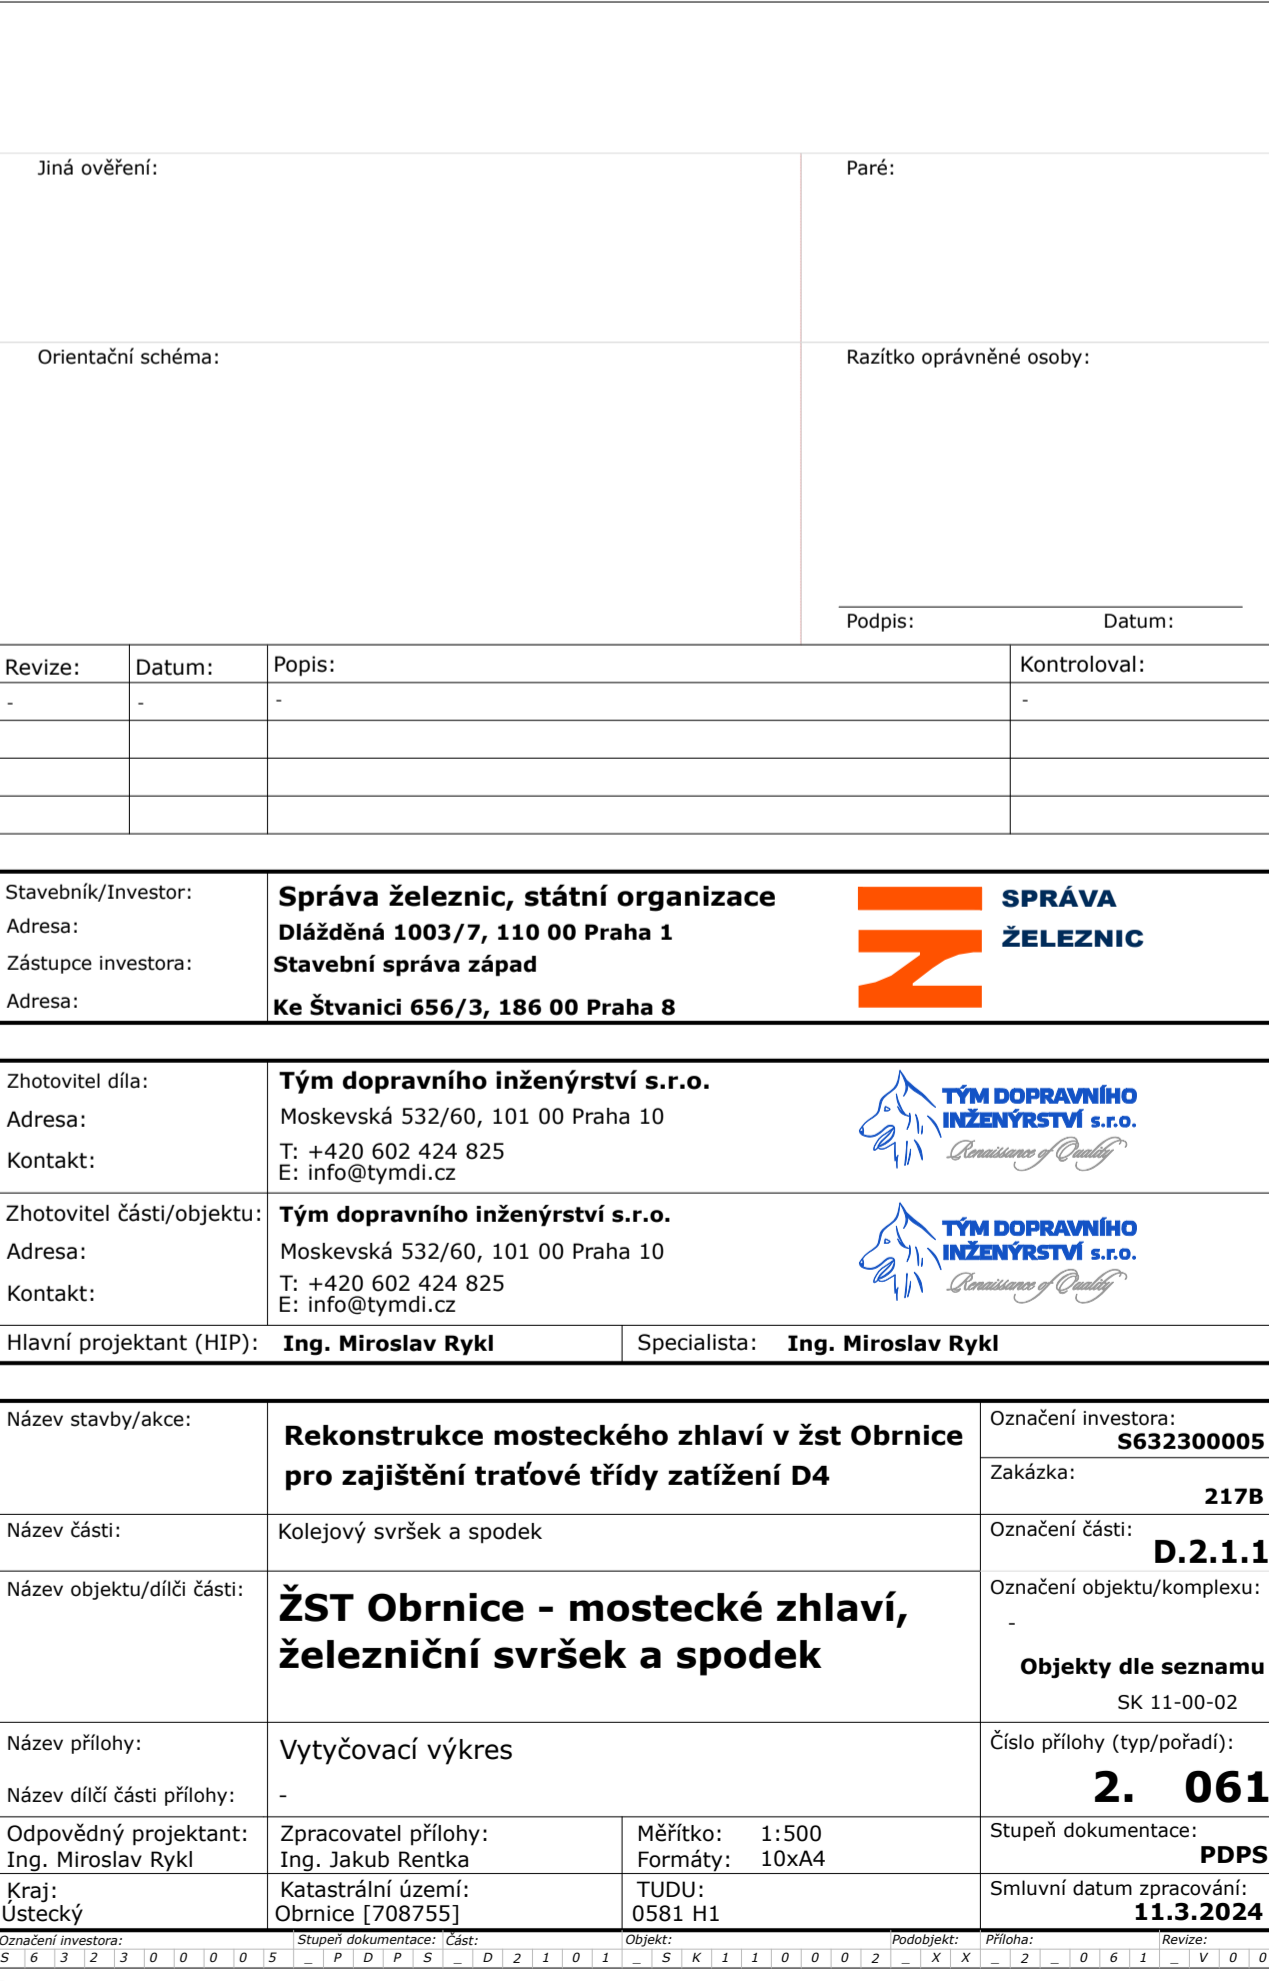 Jiná ověření:
Paré:
Orientační schéma:
Razítko oprávněné osoby:
Podpis: Datum:
Revize: Datum: Popis: Kontroloval:
- - - -
Stavebník/Investor: Správa železnic, státní organizace
Adresa: Dlážděná 1003/7, 110 00 Praha 1
Zástupce investora: Stavební správa západ
Adresa: Ke Štvanici 656/3, 186 00 Praha 8
SPRÁVA
ŽELEZNIC
Zhotovitel díla: Tým dopravního inženýrství s.r.o.
Adresa: Moskevská 532/60, 101 00 Praha 10
Kontakt: T: +420 602 424 825
E: info@tymdi.cz
TÝM DOPRAVNÍHO
INŽENÝRSTVÍ s.r.o.
Renaissance of Quality
Zhotovitel části/objektu: Tým dopravního inženýrství s.r.o.
Adresa: Moskevská 532/60, 101 00 Praha 10
Kontakt: T: +420 602 424 825
E: info@tymdi.cz
TÝM DOPRAVNÍHO
INŽENÝRSTVÍ s.r.o.
Renaissance of Quality
Hlavní projektant (HIP): Ing. Miroslav Rykl Specialista: Ing. Miroslav Rykl
Název stavby/akce: Rekonstrukce mosteckého zhlaví v žst Obrnice
pro zajištění traťové třídy zatížení D4
Označení investora:
S632300005
Zakázka:
217B
Název části: Kolejový svršek a spodek
Označení části:
D.2.1.1
Název objektu/dílči části: ŽST Obrnice - mostecké zhlaví,
železniční svršek a spodek
Označení objektu/komplexu:
-
Objekty dle seznamu
SK 11-00-02
Název přílohy: Vytyčovací výkres
Název dílčí části přílohy: -
Číslo přílohy (typ/pořadí):
2. 061
Odpovědný projektant: Zpracovatel přílohy: Měřítko: 1:500 Stupeň dokumentace:
Ing. Miroslav Rykl Ing. Jakub Rentka Formáty: 10xA4 PDPS
Kraj: Katastrální území: TUDU: Smluvní datum zpracování:
Ústecký Obrnice [708755] 0581 H1 11.3.2024
Označení investora: Stupeň dokumentace: Část: Objekt: Podobjekt: Příloha: Revize:
S 6 3 2 3 0 0 0 0 5 _ P D P S _ D 2 1 0 1 _ S K 1 1 0 0 0 2 _ X X _ 2 _ 0 6 1 _ V 0 0